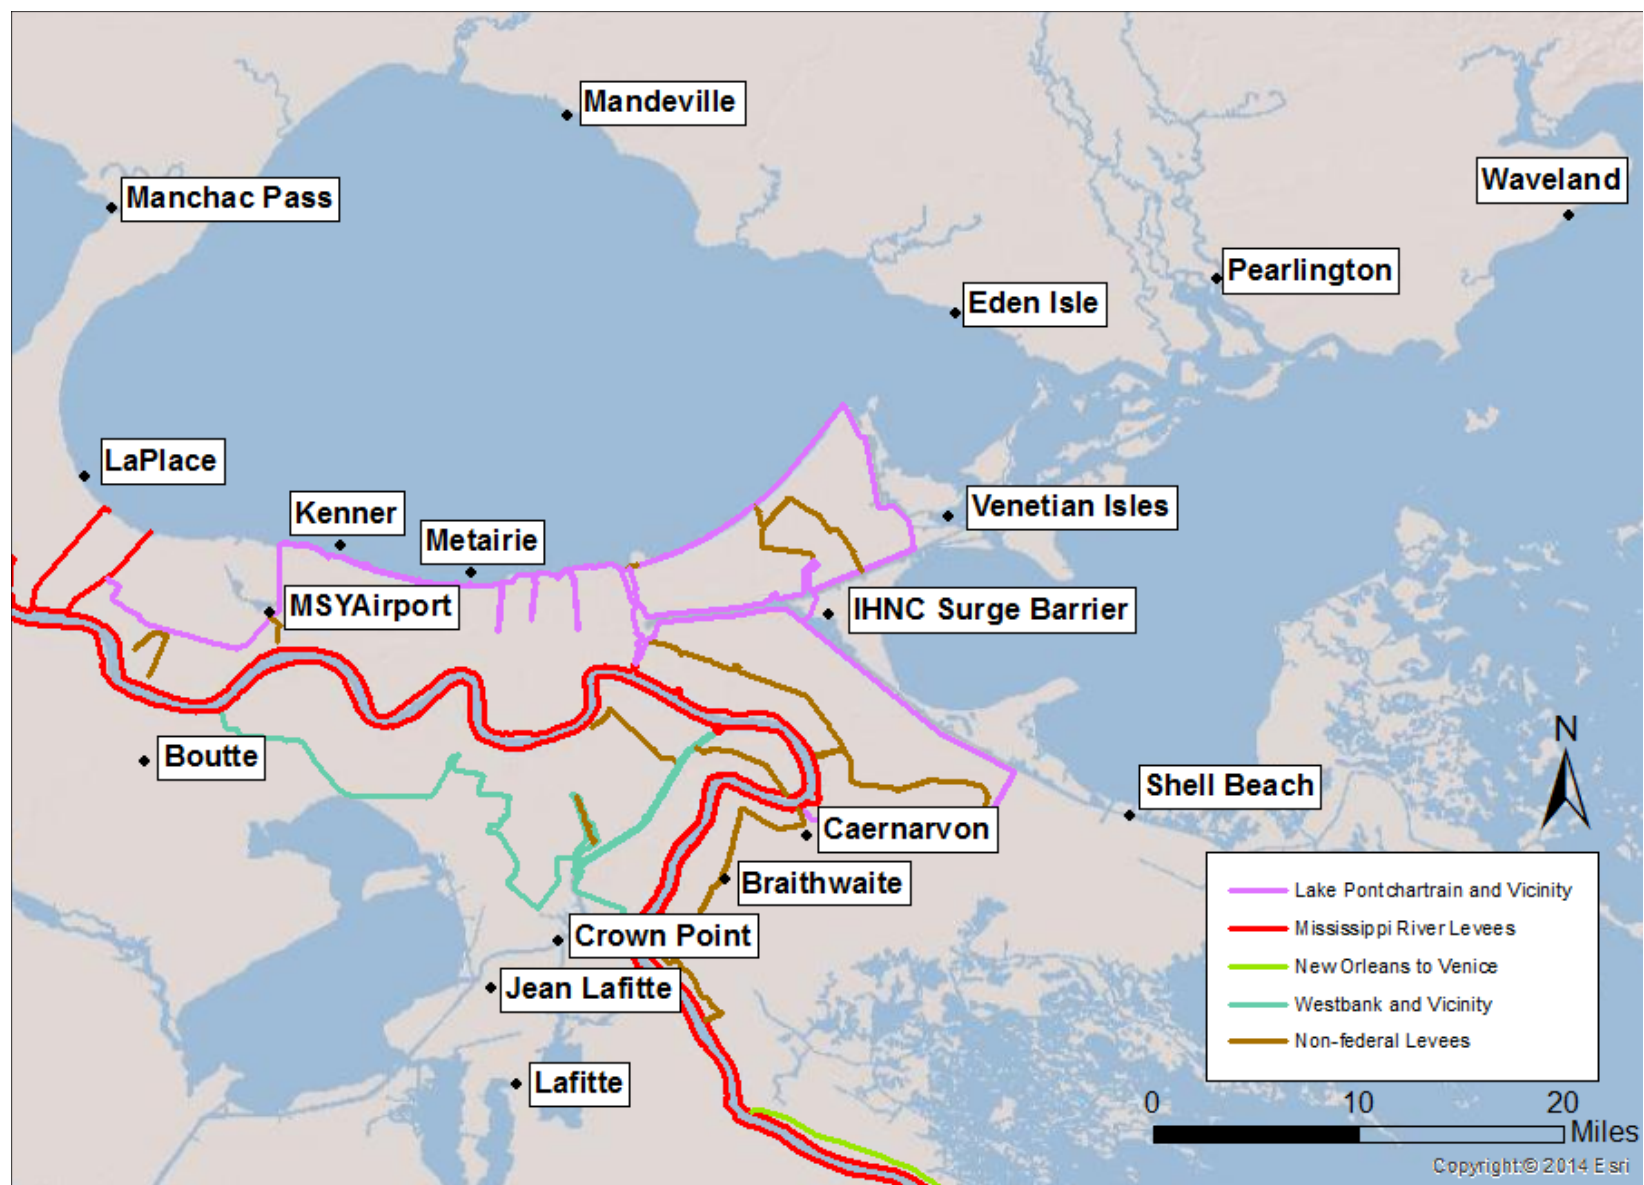 Mandeville
Waveland
Manchac Pass
Pearlington
Eden Isle
LaPlace
Kenner
Venetian Isles
Metairie
MSYAirport
IHNC Surge Barrier
N
Boutte
Shell Beach
Caernarvon
Braithwaite
Crown Point
Jean Lafitte
Lafitte
Lake Pontchartrain and Vicinity
Mississippi River Levees
New Orleans to Venice
Westbank and Vicinity
Non-federal Levees
0 10 20
Miles
Copyright:© 2014 Esri